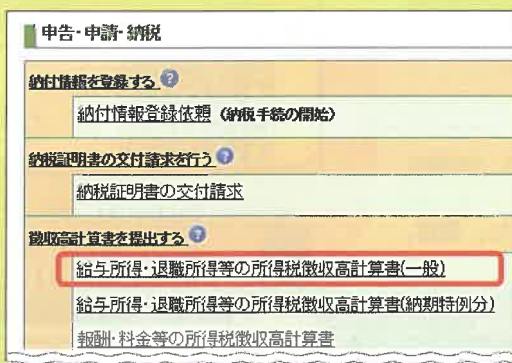 申告・申請・納税
納付情報を登録する ?
納付情報登録依頼 (納税手続の開始)
納税証明書の交付請求を行う ?
納税証明書の交付請求
徴収高計算書を提出する ?
給与所得・退職所得等の所得税徴収高計算書(一般)
給与所得・退職所得等の所得税徴収高計算書(納期特例分)
報酬・料金等の所得税徴収高計算書